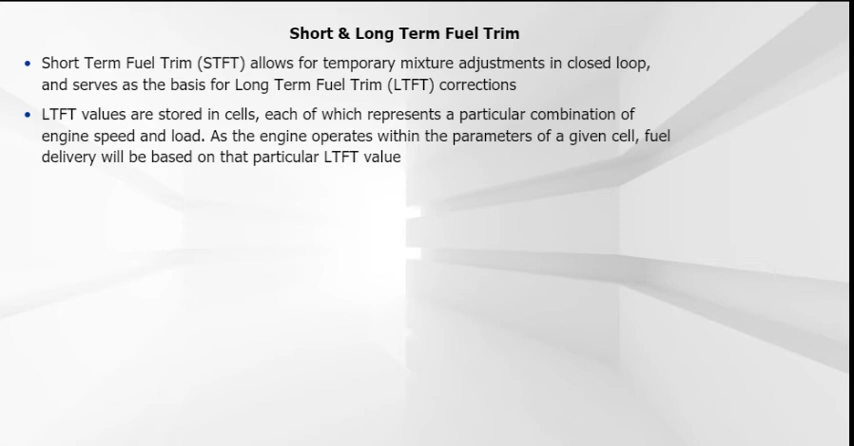 Short & Long Term Fuel Trim
• Short Term Fuel Trim (STFT) allows for temporary mixture adjustments in closed loop,
and serves as the basis for Long Term Fuel Trim (LTFT) corrections
• LTFT values are stored in cells, each of which represents a particular combination of
engine speed and load. As the engine operates within the parameters of a given cell, fuel
delivery will be based on that particular LTFT value